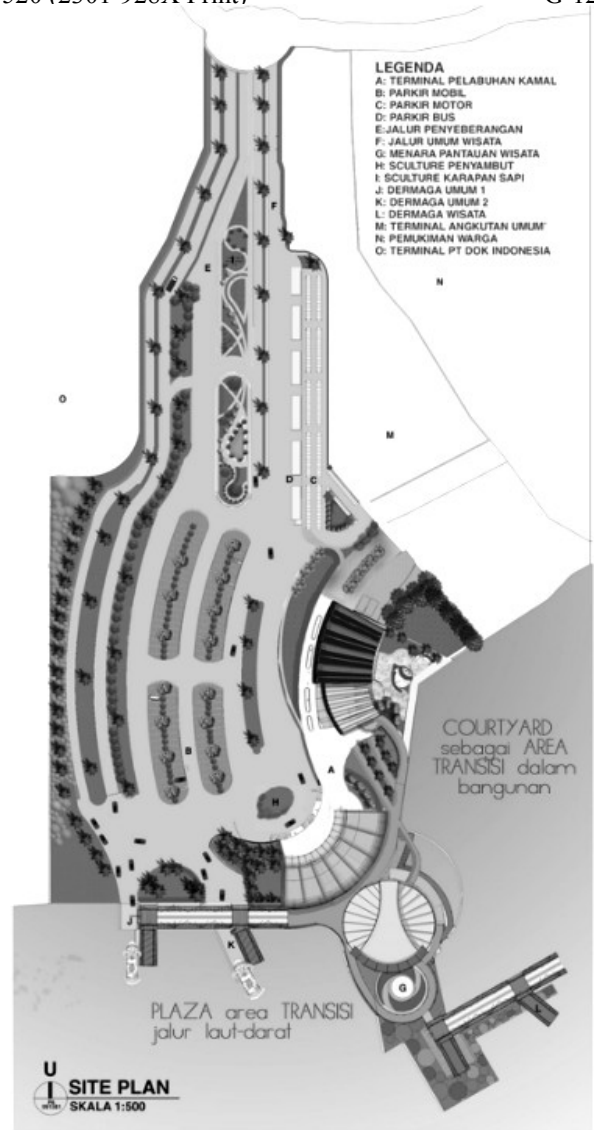 LEGENDA
A: TERMINAL PELABUHAN KAMAL
B: PARKIR MOBIL
C: PARKIR MOTOR
D: PARKIR BUS
E:JALUR PENYEBERANGAN
F: JALUR UMUM WISATA
G: MENARA PANTAUAN WISATA
H: SCULTURE PENYAMBUT
I: SCULTURE KARAPAN SAPI
J: DERMAGA UMUM 1
K: DERMAGA UMUM 2
L: DERMAGA WISATA
M: TERMINAL ANGKUTAN UMUM
N: PEMUKIMAN WARGA
O: TERMINAL PT DOK INDONESIA
F
I
E
N
O
M
D
C
COURTYARD
sebagai AREA
TRANSISI dalam
bangunan
B
A
H
J
K
G
L
PLAZA area TRANSISI
jalur laut-darat
U
SITE PLAN
SKALA 1:500